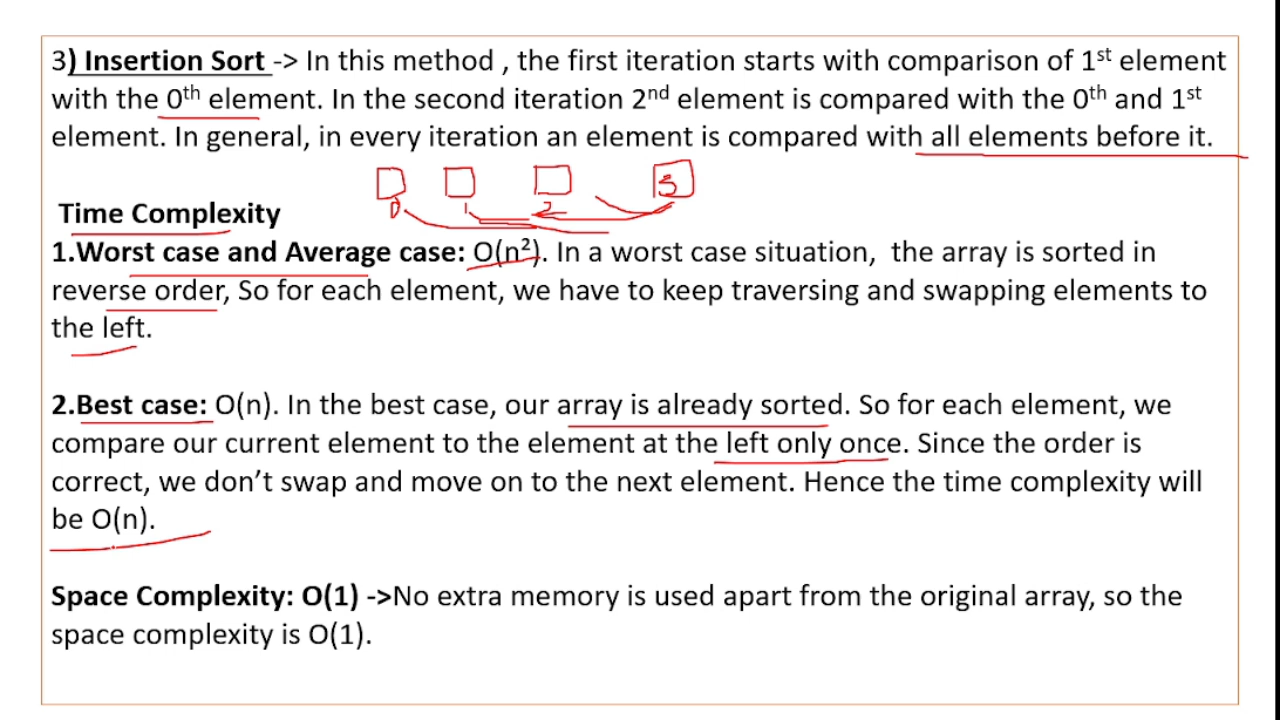 3) Insertion Sort -> In this method , the first iteration starts with comparison of 1st element
with the 0th element. In the second iteration 2nd element is compared with the 0th and 1st
element. In general, in every iteration an element is compared with all elements before it.
0 1 2
Time Complexity
1.Worst case and Average case: O(n²). In a worst case situation,  the array is sorted in
reverse order, So for each element, we have to keep traversing and swapping elements to
the left.
2.Best case: O(n). In the best case, our array is already sorted. So for each element, we
compare our current element to the element at the left only once. Since the order is
correct, we don’t swap and move on to the next element. Hence the time complexity will
be O(n).
Space Complexity: O(1) ->No extra memory is used apart from the original array, so the
space complexity is O(1).